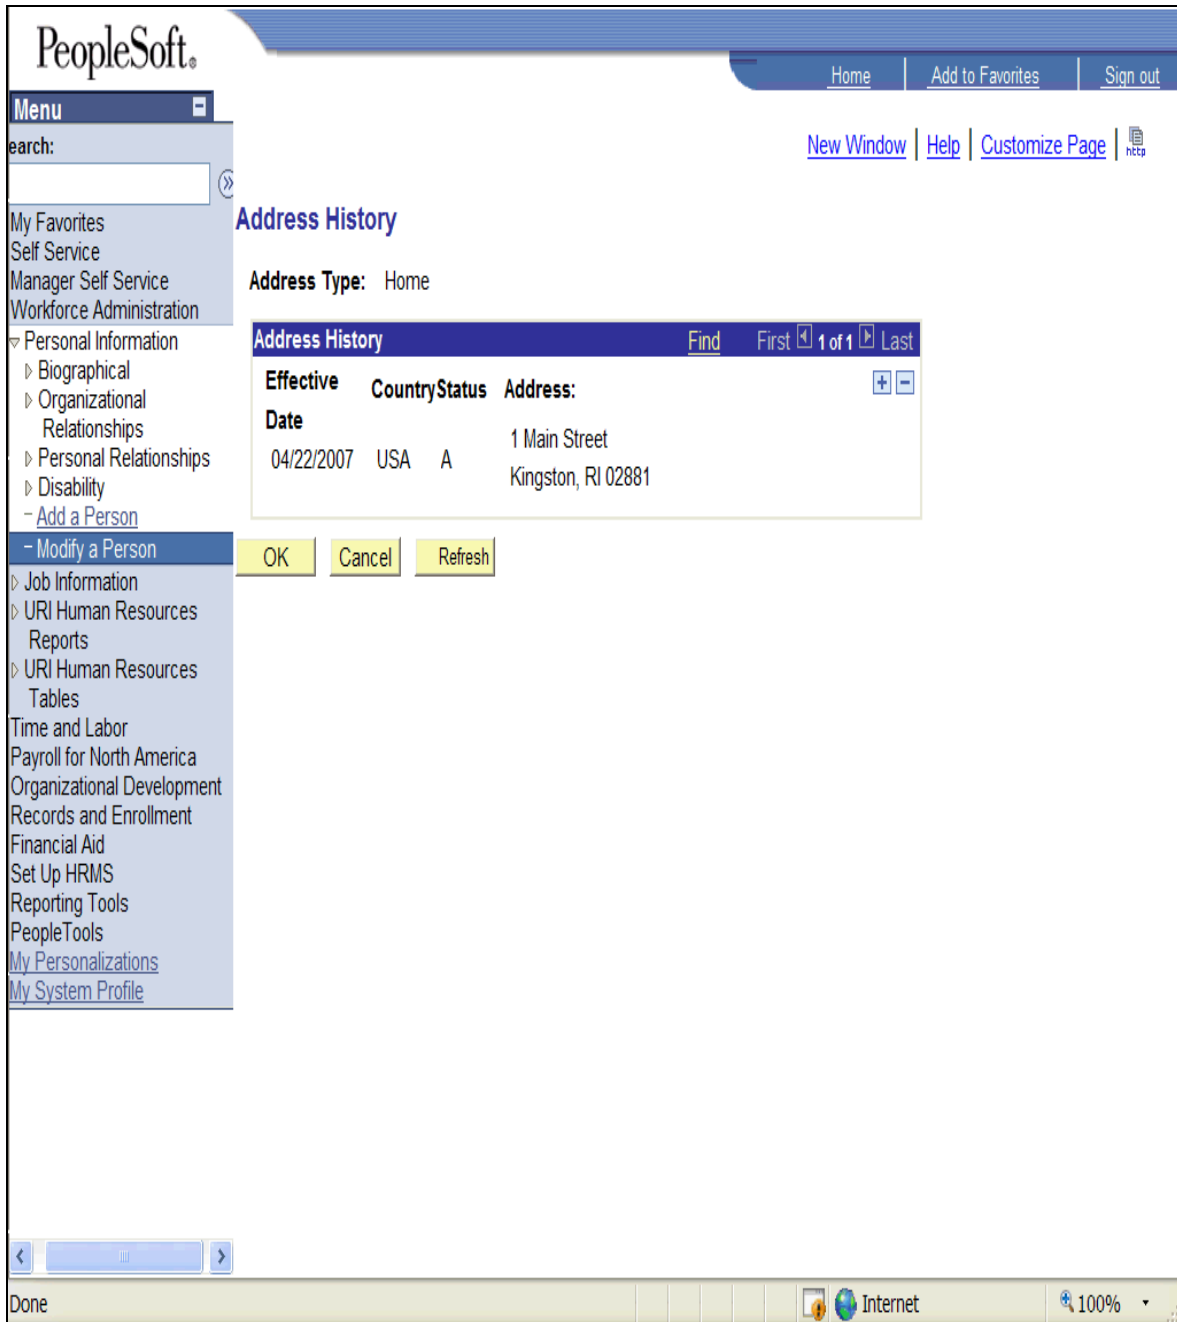 PeopleSoft®
Home
Add to Favorites
Sign out
Menu
earch:
New Window
Help
Customize Page
http
My Favorites
Self Service
Manager Self Service
Workforce Administration
Personal Information
Biographical
Organizational
Relationships
Personal Relationships
Disability
Add a Person
Modify a Person
Job Information
URI Human Resources
Reports
URI Human Resources
Tables
Time and Labor
Payroll for North America
Organizational Development
Records and Enrollment
Financial Aid
Set Up HRMS
Reporting Tools
PeopleTools
My Personalizations
My System Profile
Address History
Address Type: Home
Address History Find First 1 of 1 Last
Effective
Date
Country Status Address:
04/22/2007 USA A
1 Main Street
Kingston, RI 02881
OK Cancel Refresh
Done
Internet
100%